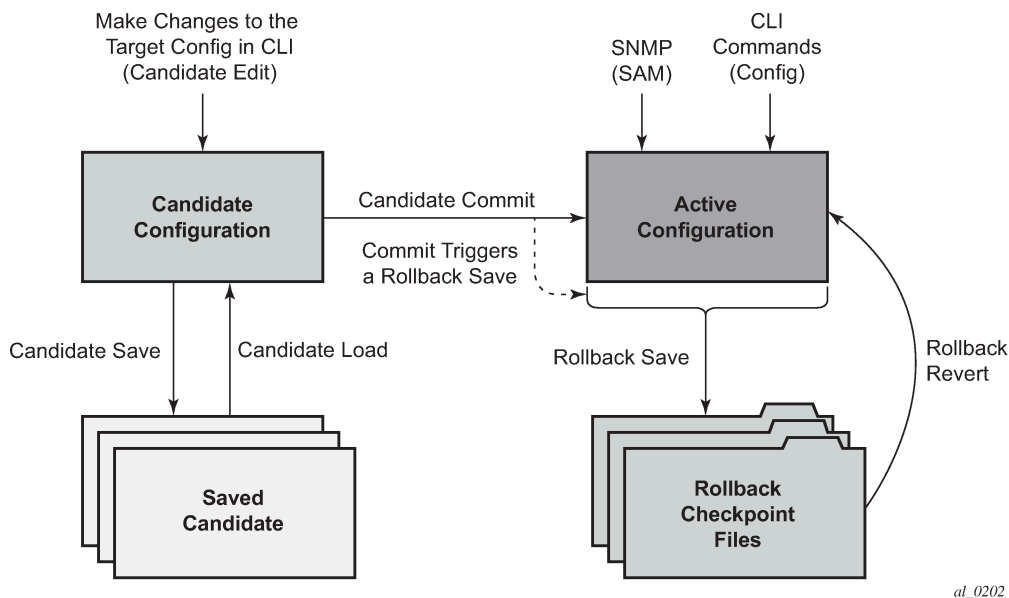 Make Changes to the
Target Config in CLI
(Candidate Edit)
SNMP
(SAM)
CLI
Commands
(Config)
Candidate
Configuration
Candidate Commit
Commit Triggers
a Rollback Save
Active
Configuration
Candidate Save
Candidate Load
Rollback Save
Rollback
Revert
Saved
Candidate
Rollback
Checkpoint
Files
al_0202